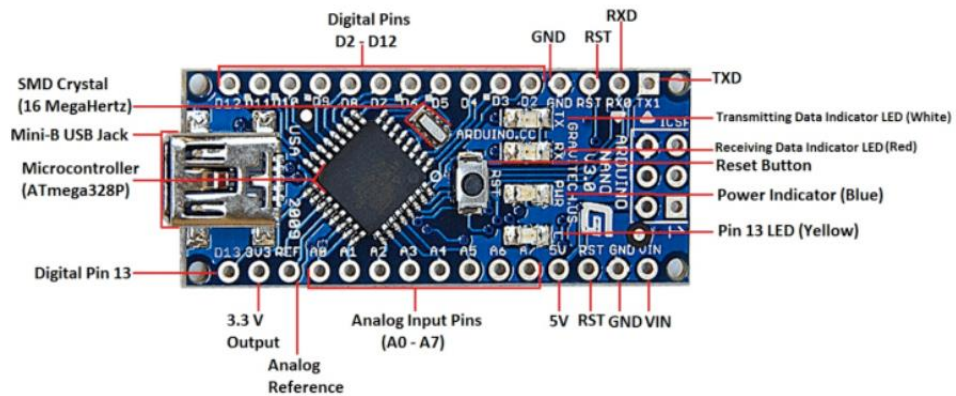 Digital Pins
D2 - D12
GND
RST
RXD
TXD
SMD Crystal
(16 MegaHertz)
Mini-B USB Jack
Microcontroller
(ATmega328P)
Digital Pin 13
D12 D11 D10 D9 D8 D7 D6 D5 D4 D3 D2 GND RST RX0 TX1
TX
RX
PWR
L
RST
ARDUINO.CC
GRAVITECH.US
ARDUINO
NANO
V3.0
ICSP
1
USA
2009
D13 3V3 REF A0 A1 A2 A3 A4 A5 A6 A7 5V RST GND VIN
Transmitting Data Indicator LED (White)
Receiving Data Indicator LED (Red)
Reset Button
Power Indicator (Blue)
Pin 13 LED (Yellow)
3.3 V
Output
Analog
Reference
Analog Input Pins
(A0 - A7)
5V
RST
GND
VIN